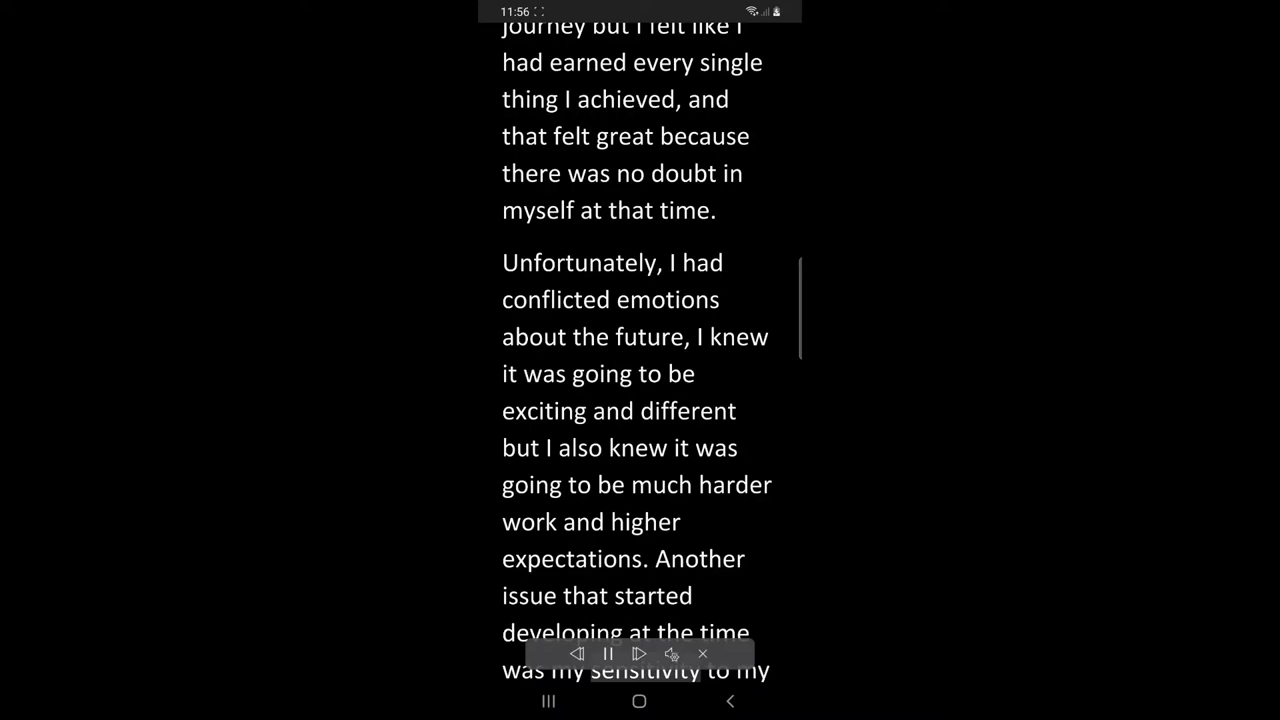 11:56
journey but I felt like I
had earned every single
thing I achieved, and
that felt great because
there was no doubt in
myself at that time.
Unfortunately, I had
conflicted emotions
about the future, I knew
it was going to be
exciting and different
but I also knew it was
going to be much harder
work and higher
expectations. Another
issue that started
developing at the time
was my sensitivity to my